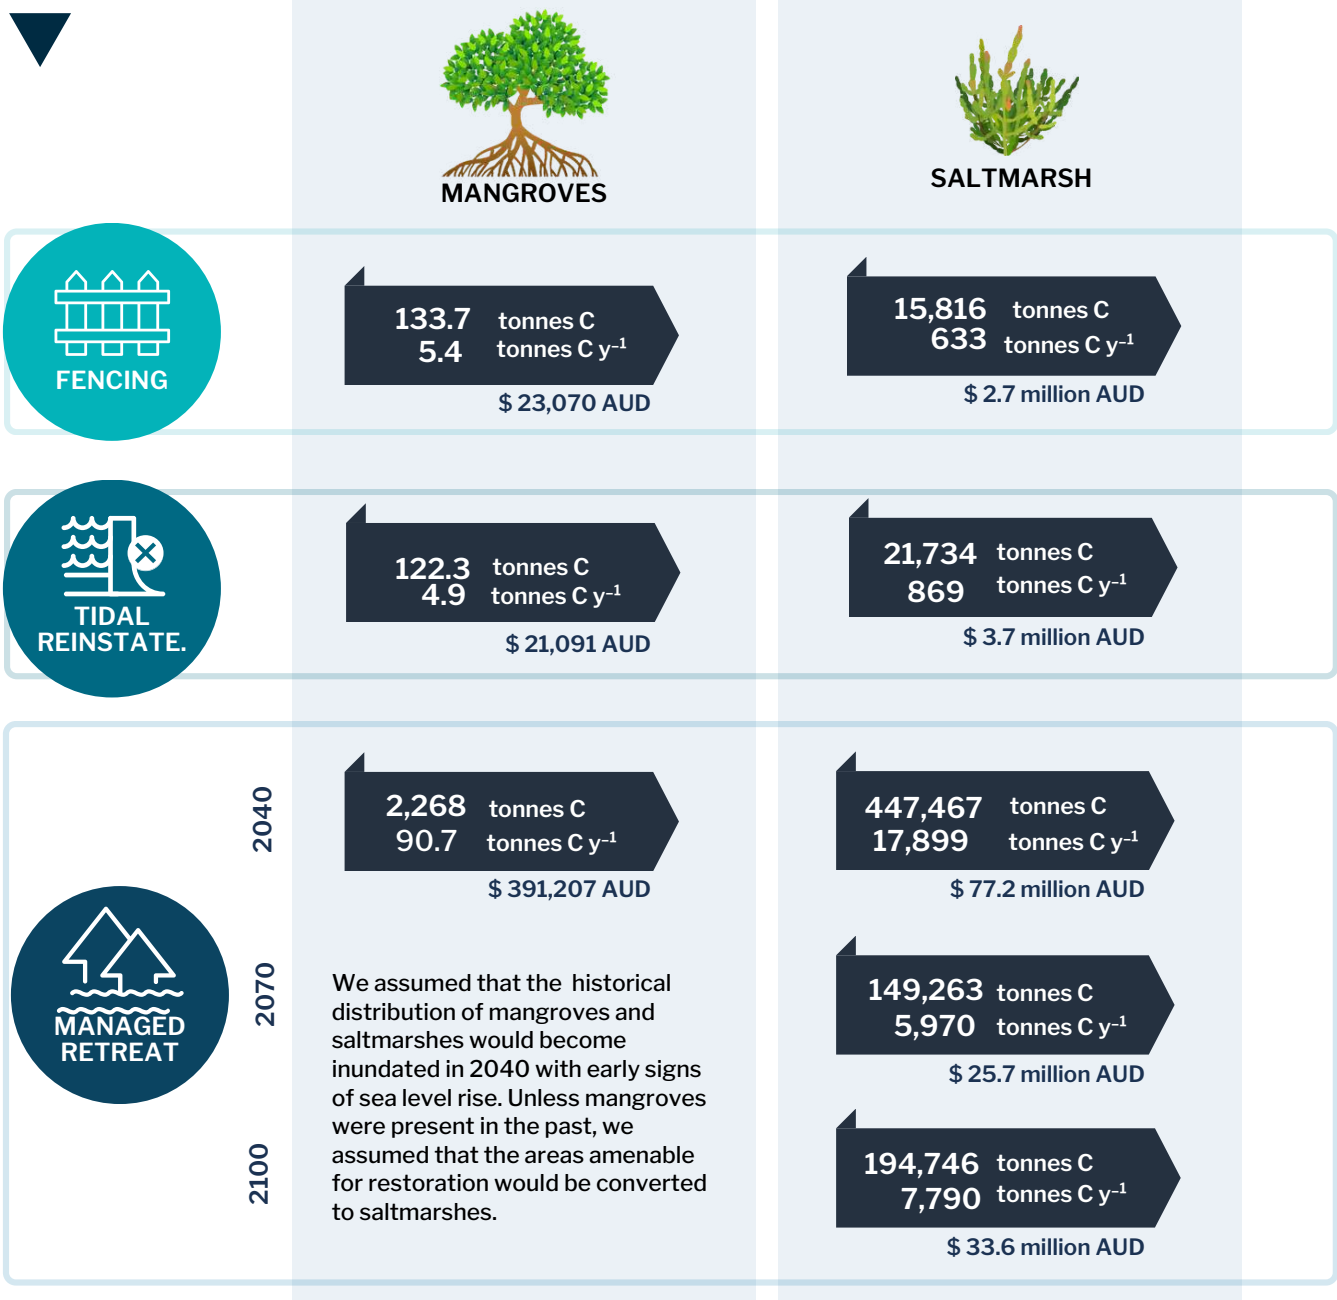 MANGROVES
SALTMARSH
FENCING
133.7 tonnes C
5.4 tonnes C y⁻¹
$ 23,070 AUD
15,816 tonnes C
633 tonnes C y⁻¹
$ 2.7 million AUD
TIDAL
REINSTATE.
122.3 tonnes C
4.9 tonnes C y⁻¹
$ 21,091 AUD
21,734 tonnes C
869 tonnes C y⁻¹
$ 3.7 million AUD
MANAGED
RETREAT
2040
2,268 tonnes C
90.7 tonnes C y⁻¹
$ 391,207 AUD
447,467 tonnes C
17,899 tonnes C y⁻¹
$ 77.2 million AUD
2070
We assumed that the historical
distribution of mangroves and
saltmarshes would become
inundated in 2040 with early signs
of sea level rise. Unless mangroves
were present in the past, we
assumed that the areas amenable
for restoration would be converted
to saltmarshes.
149,263 tonnes C
5,970 tonnes C y⁻¹
$ 25.7 million AUD
2100
194,746 tonnes C
7,790 tonnes C y⁻¹
$ 33.6 million AUD